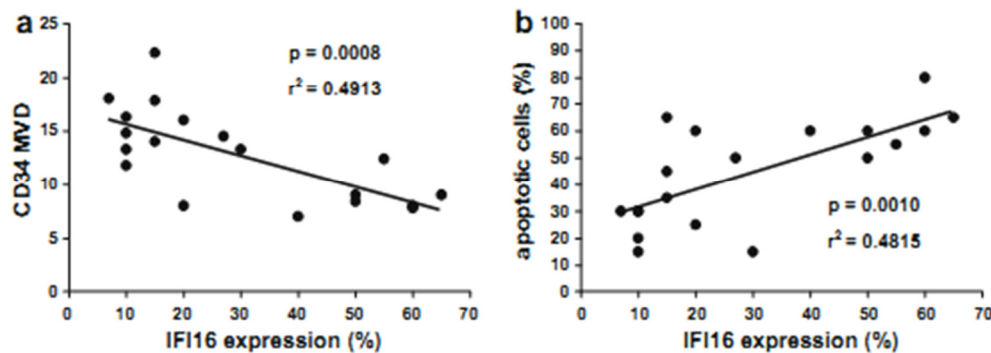 a
25
20
15
10
5
0
CD34 MVD
p = 0.0008
r² = 0.4913
0 10 20 30 40 50 60 70
IFI16 expression (%)
b
100
90
80
70
60
50
40
30
20
10
0
apoptotic cells (%)
p = 0.0010
r² = 0.4815
0 10 20 30 40 50 60 70
IFI16 expression (%)